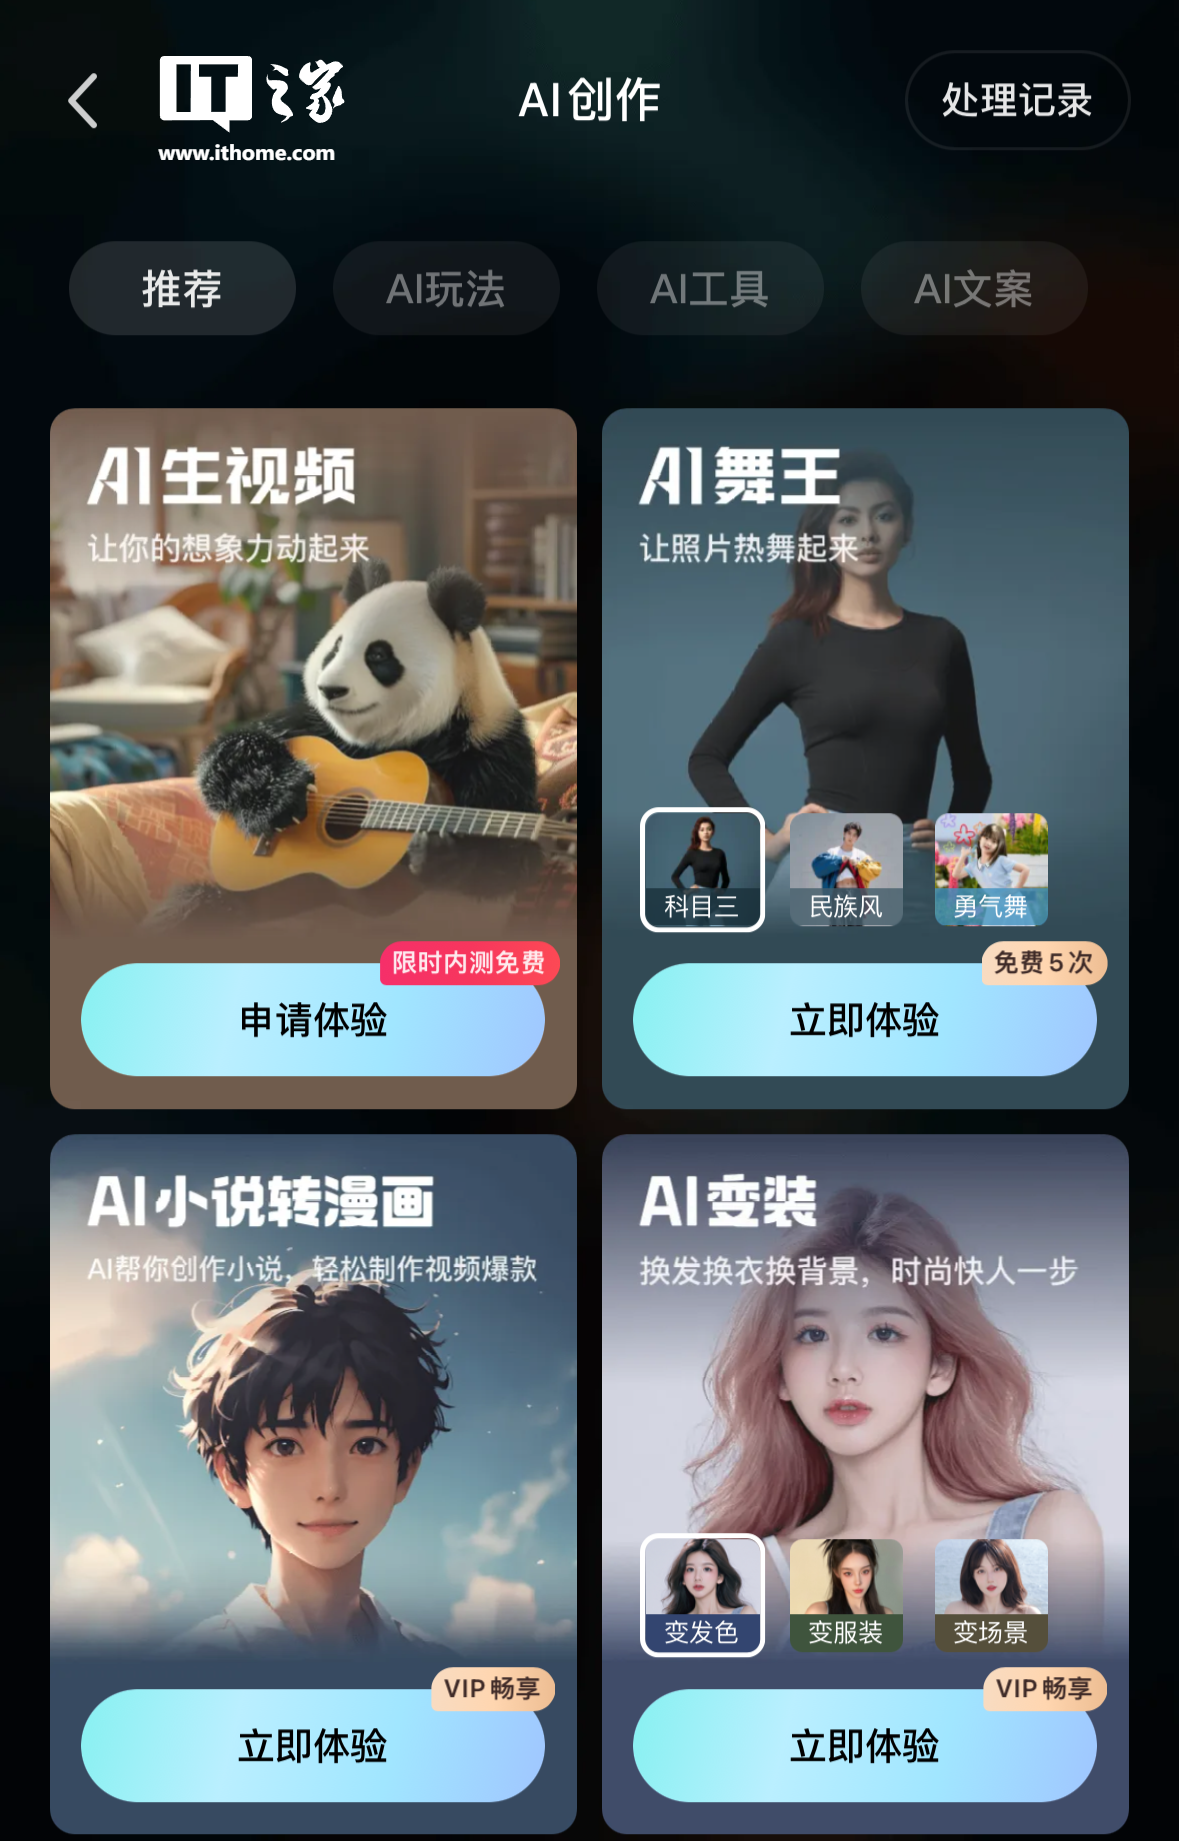 IT之家
www.ithome.com
AI创作
处理记录
推荐
AI玩法
AI工具
AI文案
AI生视频
让你的想象力动起来
限时内测免费
申请体验
AI舞王
让照片热舞起来
科目三
民族风
勇气舞
免费5次
立即体验
AI小说转漫画
AI帮你创作小说，轻松制作视频爆款
VIP畅享
立即体验
AI变装
换发换衣换背景，时尚快人一步
变发色
变服装
变场景
VIP畅享
立即体验